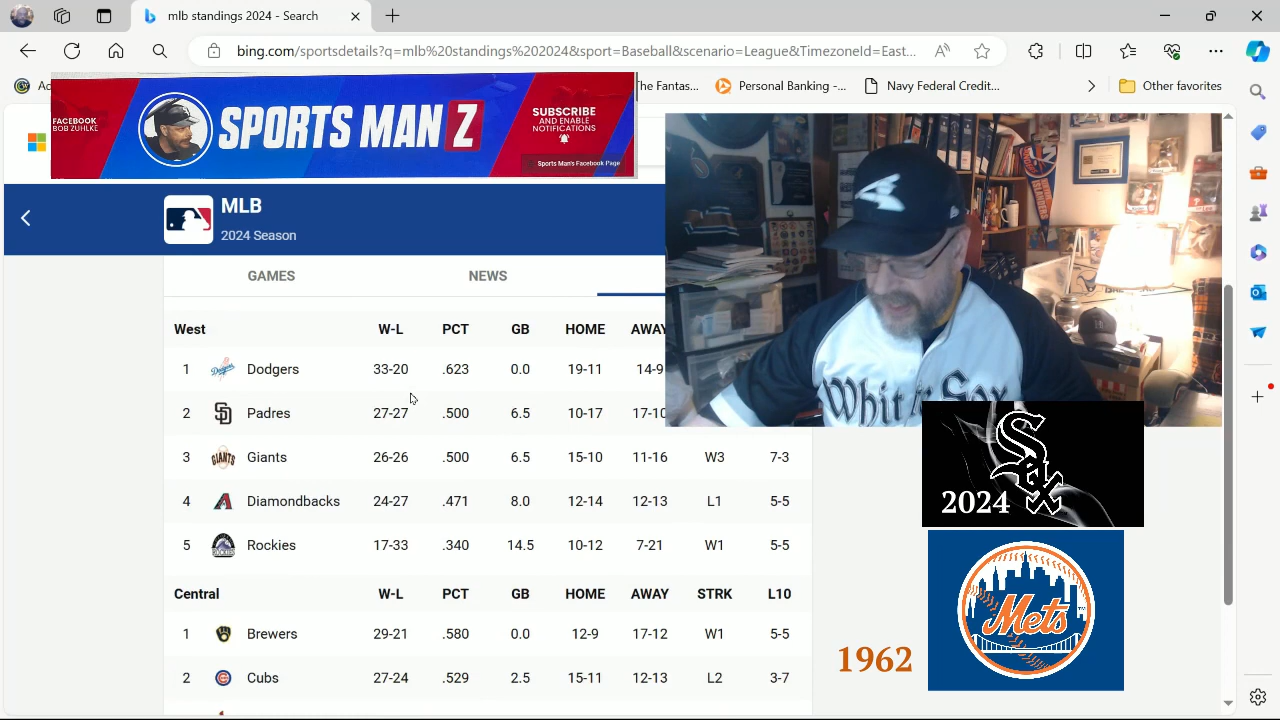 mlb standings 2024 - Search
bing.com/sportsdetails?q=mlb%20standings%202024&sport=Baseball&scenario=League&TimezoneId=East...
he Fantas...
Personal Banking -...
Navy Federal Credit...
Other favorites
FACEBOOK
BOB ZUHLKE
SPORTS MAN Z
SUBSCRIBE
AND ENABLE
NOTIFICATIONS
Sports Man's Facebook Page
MLB
2024 Season
GAMES NEWS
West W-L PCT GB HOME AWAY
1 Dodgers 33-20 .623 0.0 19-11 14-9
2 Padres 27-27 .500 6.5 10-17 17-10
3 Giants 26-26 .500 6.5 15-10 11-16 W3 7-3
4 Diamondbacks 24-27 .471 8.0 12-14 12-13 L1 5-5
5 Rockies 17-33 .340 14.5 10-12 7-21 W1 5-5
Central W-L PCT GB HOME AWAY STRK L10
1 Brewers 29-21 .580 0.0 12-9 17-12 W1 5-5
2 Cubs 27-24 .529 2.5 15-11 12-13 L2 3-7
White Sox
Sox
2024
Mets
1962